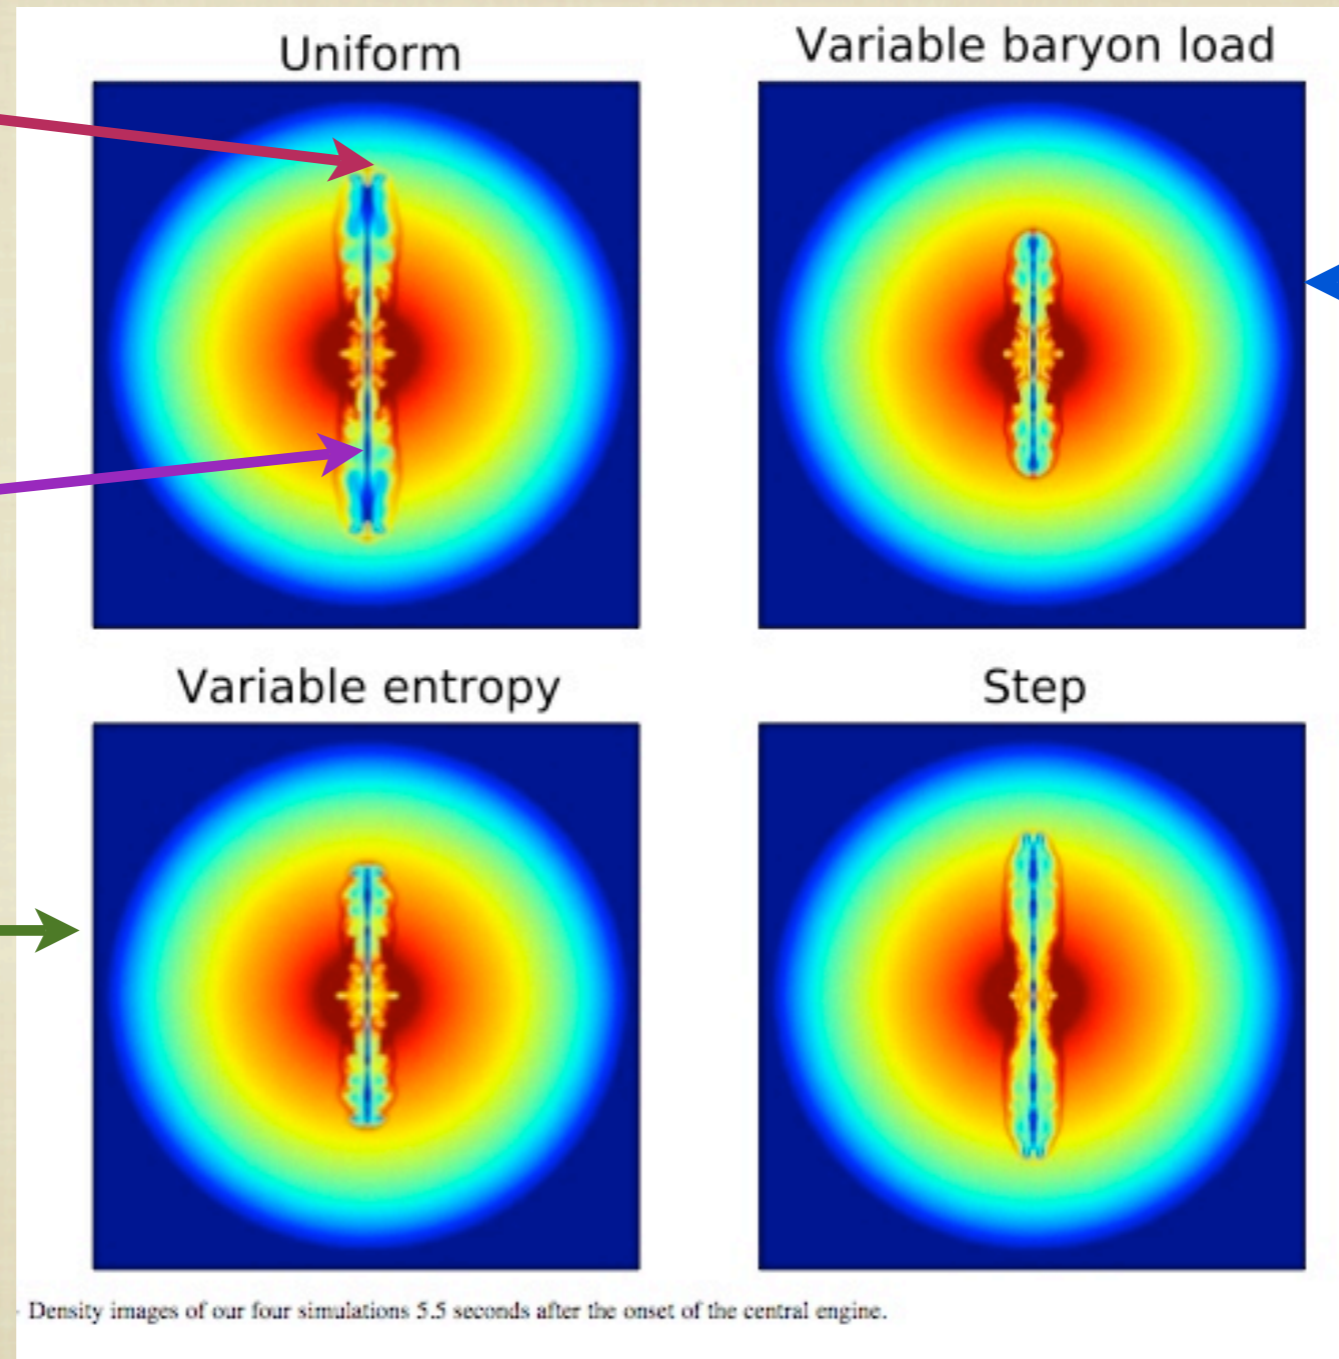 Uniform
Variable baryon load
Variable entropy
Step
Density images of our four simulations 5.5 seconds after the onset of the central engine.